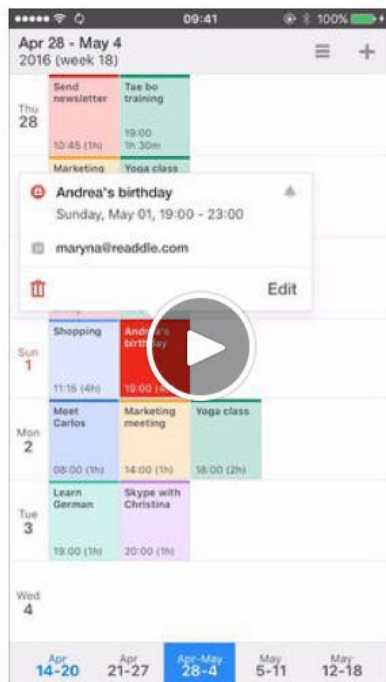 09:41
100%
Apr 28 - May 4
2016 (week 18)
Thu
28
Send
newsletter
10:45 (1h)
Tae bo
training
19:00
1h 30m
Marketing
Yoga class
Andrea's birthday
Sunday, May 01, 19:00 - 23:00
maryna@readdle.com
Edit
Sun
1
Shopping
11:15 (4h)
Andrea's
birthday
19:00
Mon
2
Meet
Carlos
08:00 (1h)
Marketing
meeting
14:00 (1h)
Yoga class
18:00 (2h)
Tue
3
Learn
German
19:00 (1h)
Skype with
Christina
20:00 (1h)
Wed
4
Apr
14-20
Apr
21-27
Apr-May
28-4
May
5-11
May
12-18